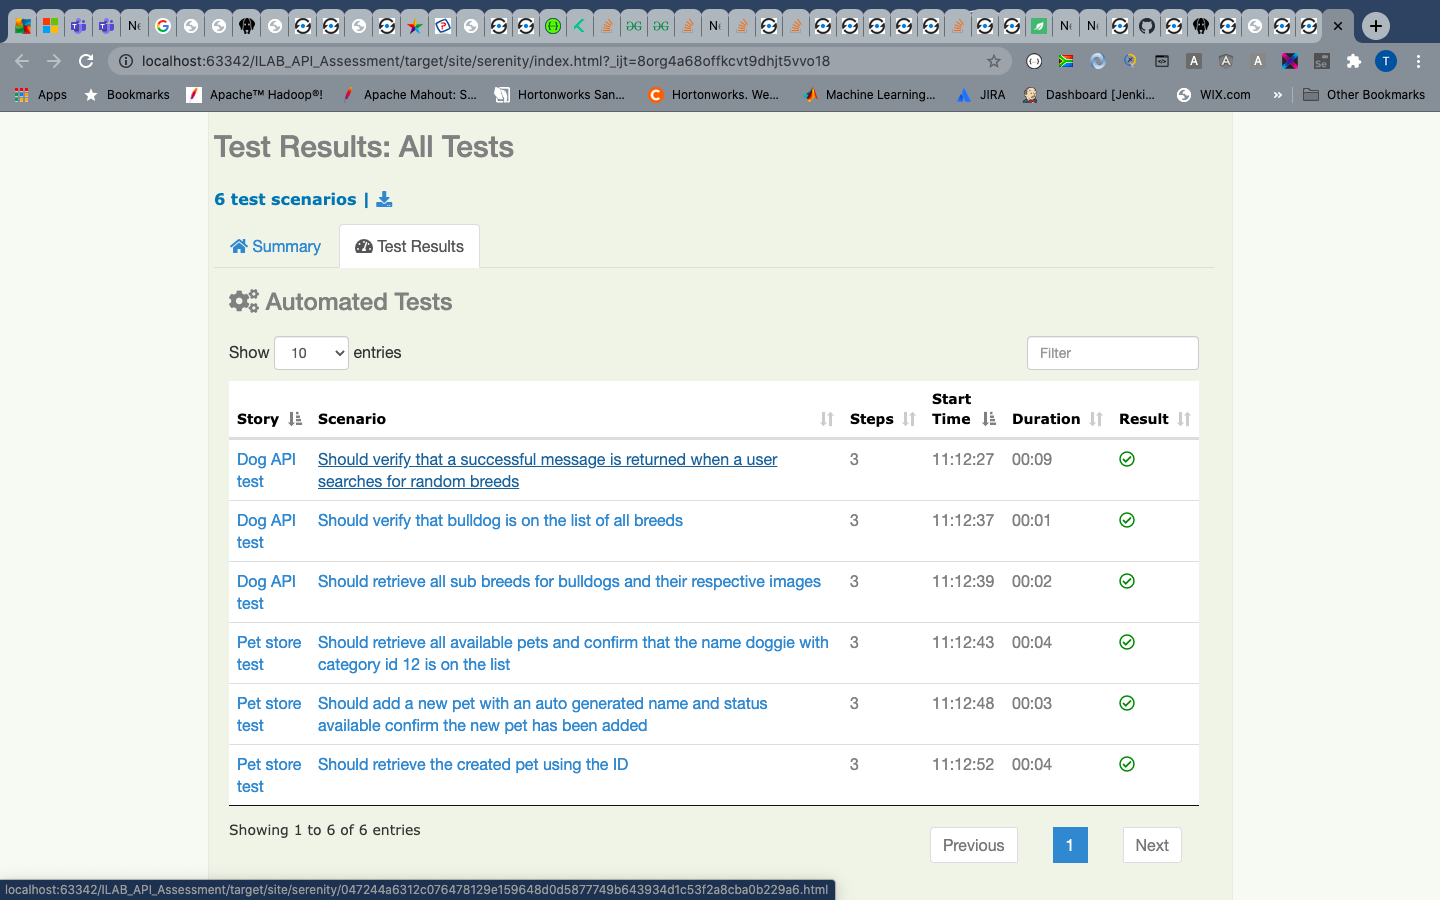 localhost:63342/ILAB_API_Assessment/target/site/serenity/index.html?_ijt=8org4a68offkcvt9dhjt5vvo18
Apps Bookmarks Apache™ Hadoop®! Apache Mahout: S... Hortonworks San... Hortonworks. We... Machine Learning... JIRA Dashboard [Jenki... WIX.com » Other Bookmarks
Test Results: All Tests
6 test scenarios |
Summary Test Results
Automated Tests
Show 10 entries Filter
Story Scenario Steps Start Time Duration Result
Dog API test Should verify that a successful message is returned when a user 3 11:12:27 00:09
searches for random breeds
Dog API test Should verify that bulldog is on the list of all breeds 3 11:12:37 00:01
Dog API test Should retrieve all sub breeds for bulldogs and their respective images 3 11:12:39 00:02
Pet store test Should retrieve all available pets and confirm that the name doggie with 3 11:12:43 00:04
category id 12 is on the list
Pet store test Should add a new pet with an auto generated name and status 3 11:12:48 00:03
available confirm the new pet has been added
Pet store test Should retrieve the created pet using the ID 3 11:12:52 00:04
Showing 1 to 6 of 6 entries
Previous 1 Next
localhost:63342/ILAB_API_Assessment/target/site/serenity/047244a6312c076478129e159648d0d5877749b643934d1c53f2a8cba0b229a6.html